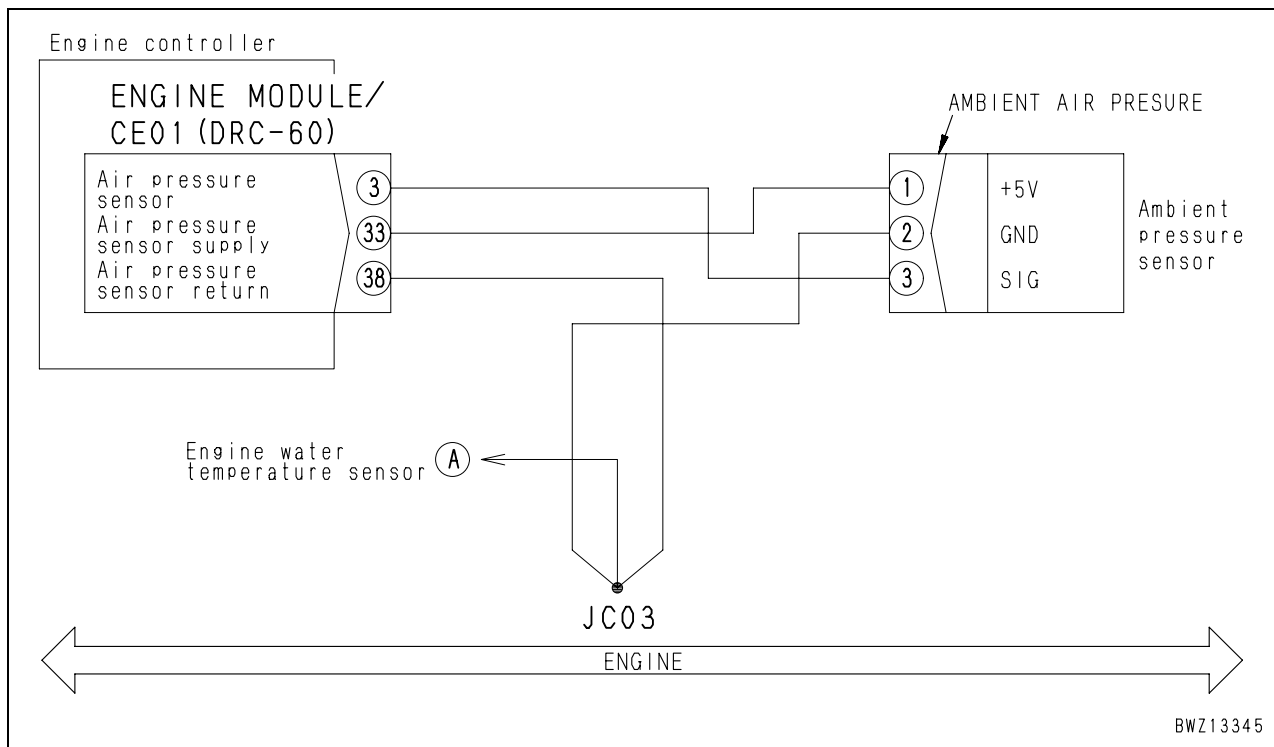 Engine controller
ENGINE MODULE/
CE01(DRC-60)
AMBIENT AIR PRESURE
Air pressure
sensor
3
Air pressure
sensor supply
33
Air pressure
sensor return
38
1
+5V
2
GND
3
SIG
Ambient
pressure
sensor
Engine water
temperature sensor
A
JC03
ENGINE
BWZ13345